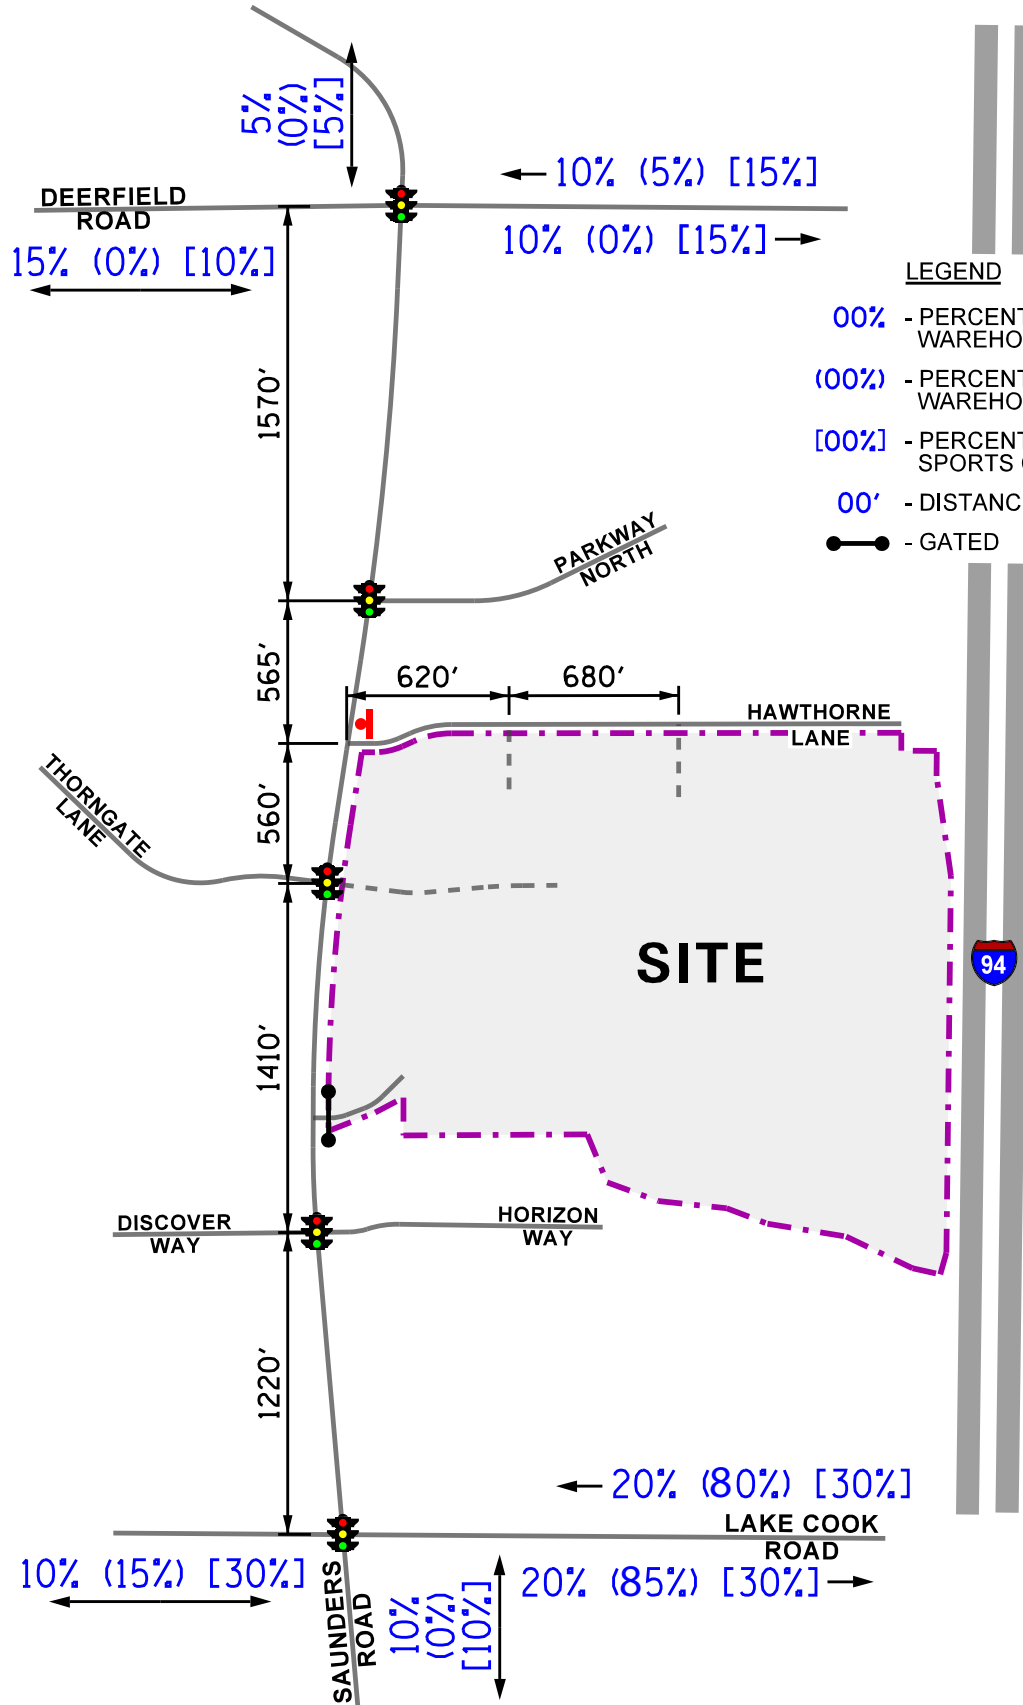 5%
(0%)
[5%]
10% (5%) [15%]
DEERFIELD
ROAD
10% (0%) [15%]
15% (0%) [10%]
LEGEND
00% - PERCENT
WAREHO
(00%) - PERCENT
WAREHO
[00%] - PERCENT
SPORTS
00' - DISTANC
- GATED
1570'
PARKWAY
NORTH
565'
620' 680'
HAWTHORNE
LANE
THORNGATE
LANE
560'
SITE
94
1410'
DISCOVER
WAY
HORIZON
WAY
1220'
20% (80%) [30%]
LAKE COOK
ROAD
10% (15%) [30%]
20% (85%) [30%]
SAUNDERS
ROAD
10%
(0%)
[10%]